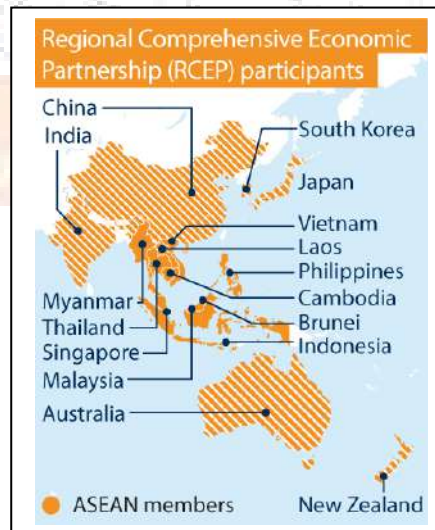 Regional Comprehensive Economic
Partnership (RCEP) participants
China
India
South Korea
Japan
Vietnam
Laos
Philippines
Cambodia
Brunei
Indonesia
Myanmar
Thailand
Singapore
Malaysia
Australia
ASEAN members
New Zealand